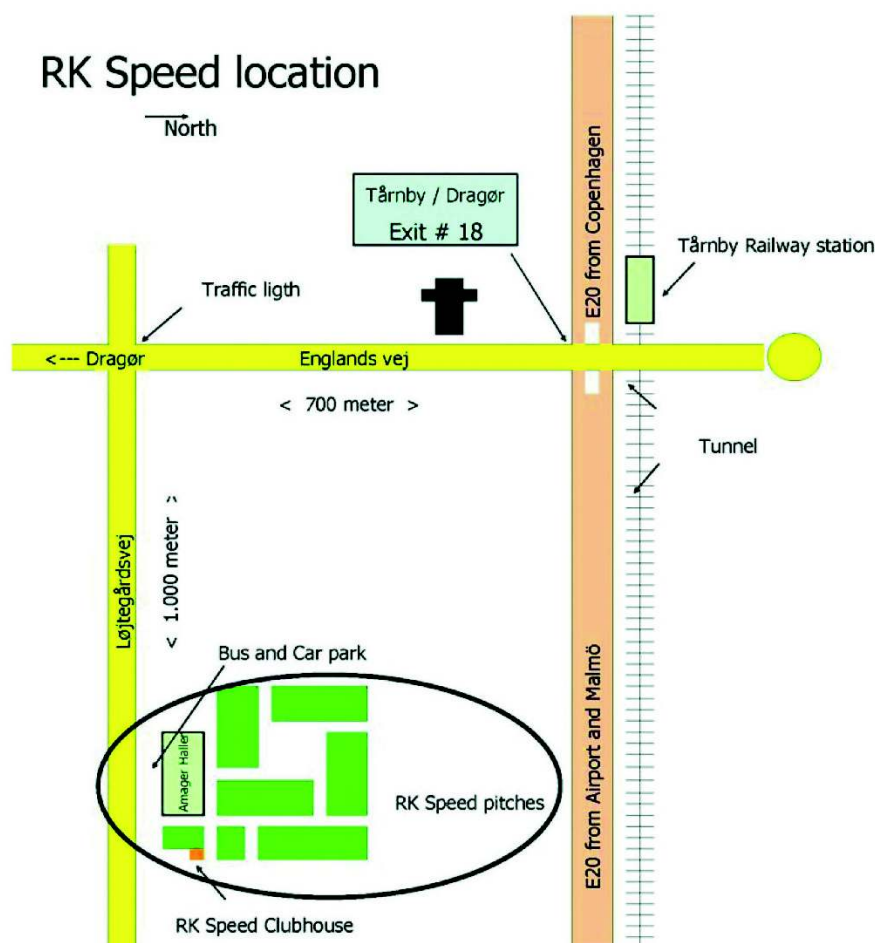 RK Speed location
North
Tårnby / Dragør
Exit # 18
E20 from Copenhagen
Tårnby Railway station
Traffic ligth
<--- Dragør
Englands vej
< 700 meter >
Tunnel
Løjtegårdsvej
< 1.000 meter >
Bus and Car park
Amager Haller
RK Speed pitches
E20 from Airport and Malmö
RK Speed Clubhouse